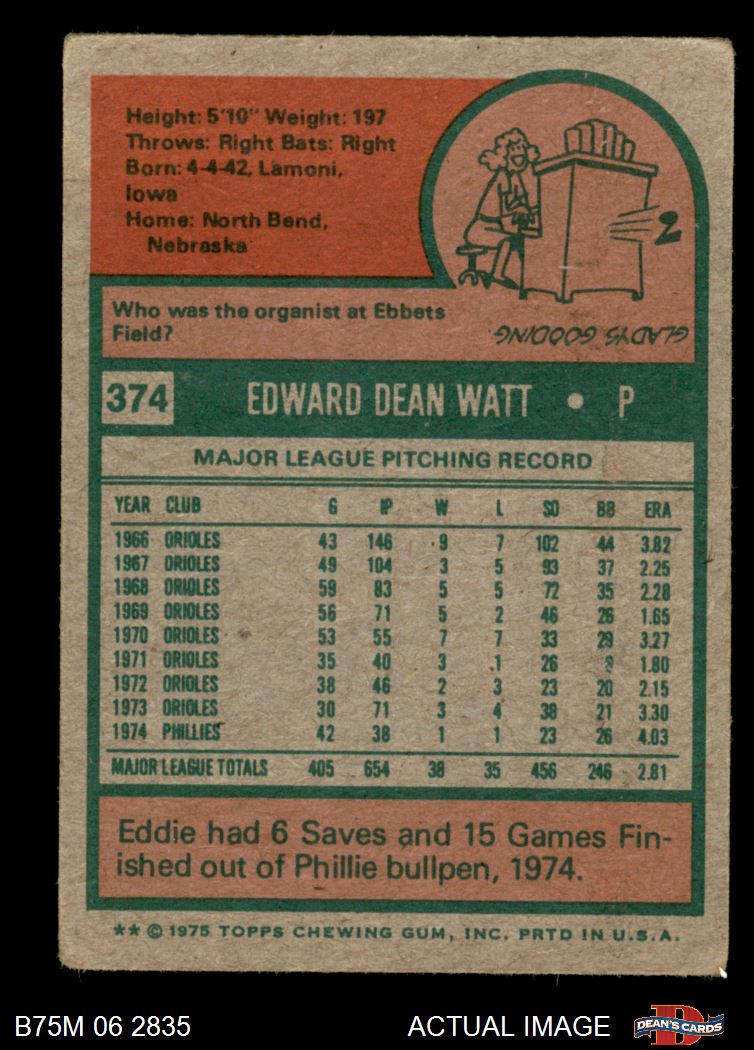 Height: 5'10" Weight: 197
Throws: Right Bats: Right
Born: 4-4-42, Lamoni,
Iowa
Home: North Bend,
Nebraska
2
Who was the organist at Ebbets
Field?
GLADYS GOODING
374 EDWARD DEAN WATT • P
MAJOR LEAGUE PITCHING RECORD
YEAR CLUB G IP W L SO BB ERA
1966 ORIOLES 43 146 9 7 102 44 3.82
1967 ORIOLES 49 104 3 5 93 37 2.25
1968 ORIOLES 59 83 5 5 72 35 2.28
1969 ORIOLES 56 71 5 2 46 26 1.65
1970 ORIOLES 53 55 7 7 33 29 3.27
1971 ORIOLES 35 40 3 1 26 8 1.80
1972 ORIOLES 38 46 2 3 23 20 2.15
1973 ORIOLES 30 71 3 4 38 21 3.30
1974 PHILLIES 42 38 1 1 23 26 4.03
MAJOR LEAGUE TOTALS 405 654 38 35 456 246 2.81
Eddie had 6 Saves and 15 Games Fin-
ished out of Phillie bullpen, 1974.
** © 1975 TOPPS CHEWING GUM, INC. PRTD IN U.S.A.
B75M 06 2835 ACTUAL IMAGE DEAN'S CARDS